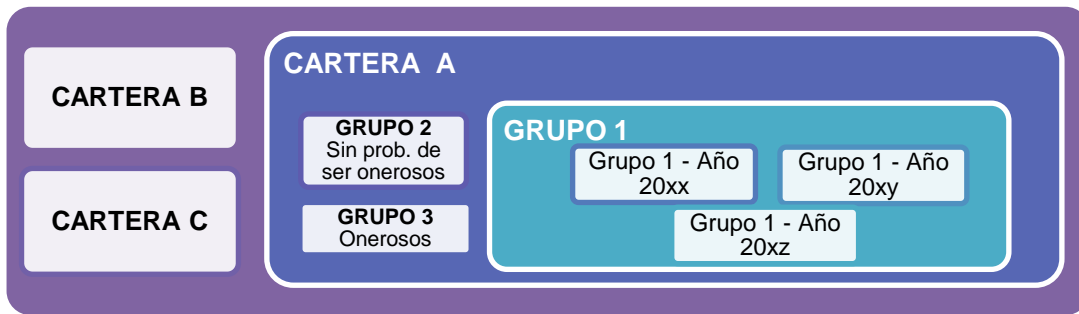 CARTERA B
CARTERA C
CARTERA A
GRUPO 2
Sin prob. de
ser onerosos
GRUPO 3
Onerosos
GRUPO 1
Grupo 1 - Año
20xx
Grupo 1 - Año
20xy
Grupo 1 - Año
20xz